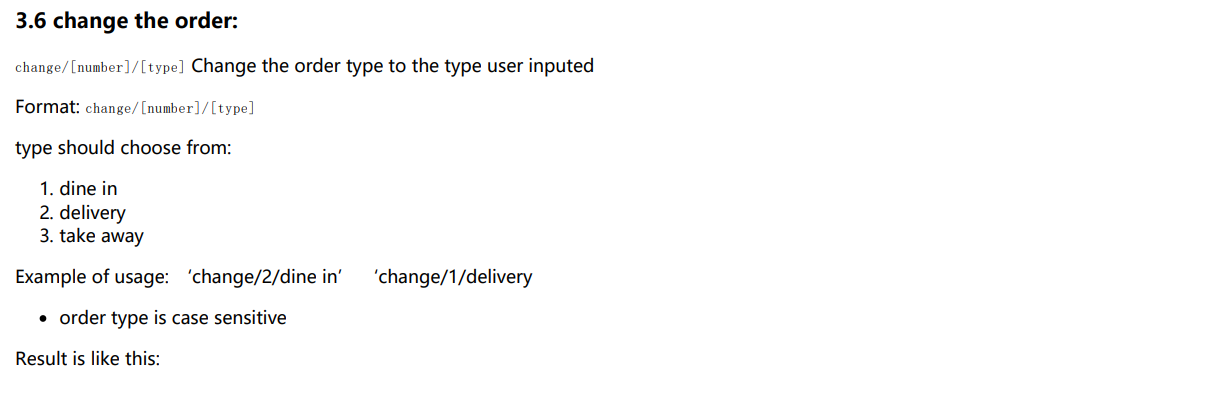 3.6 change the order:
change/[number]/[type] Change the order type to the type user inputed
Format: change/[number]/[type]
type should choose from:
1. dine in
2. delivery
3. take away
Example of usage: ‘change/2/dine in’ ‘change/1/delivery
• order type is case sensitive
Result is like this: